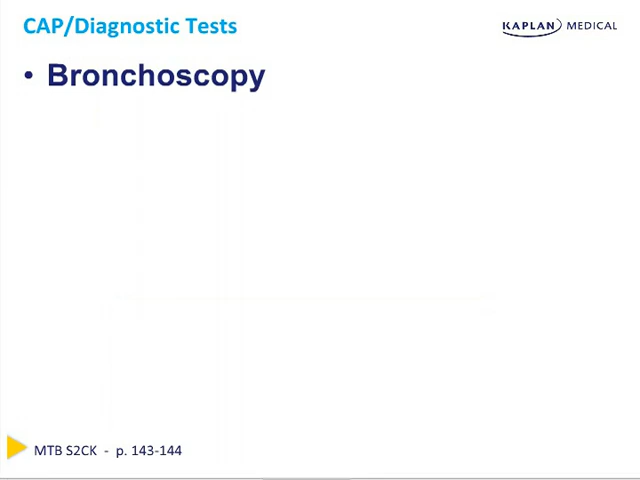 CAP/Diagnostic Tests
KAPLAN MEDICAL
• Bronchoscopy
MTB S2CK - p. 143-144